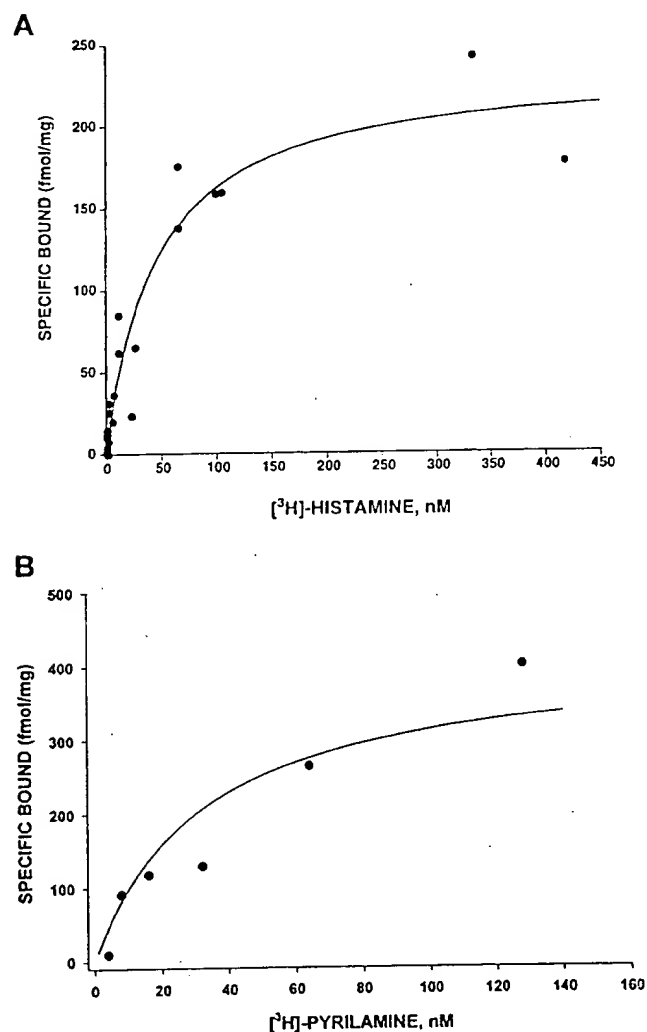 A
250
200
150
100
50
0
SPECIFIC BOUND (fmol/mg)
0 50 100 150 200 250 300 350 400 450
[³H]-HISTAMINE, nM
B
500
400
300
200
100
0
SPECIFIC BOUND (fmol/mg)
0 20 40 60 80 100 120 140 160
[³H]-PYRILAMINE, nM